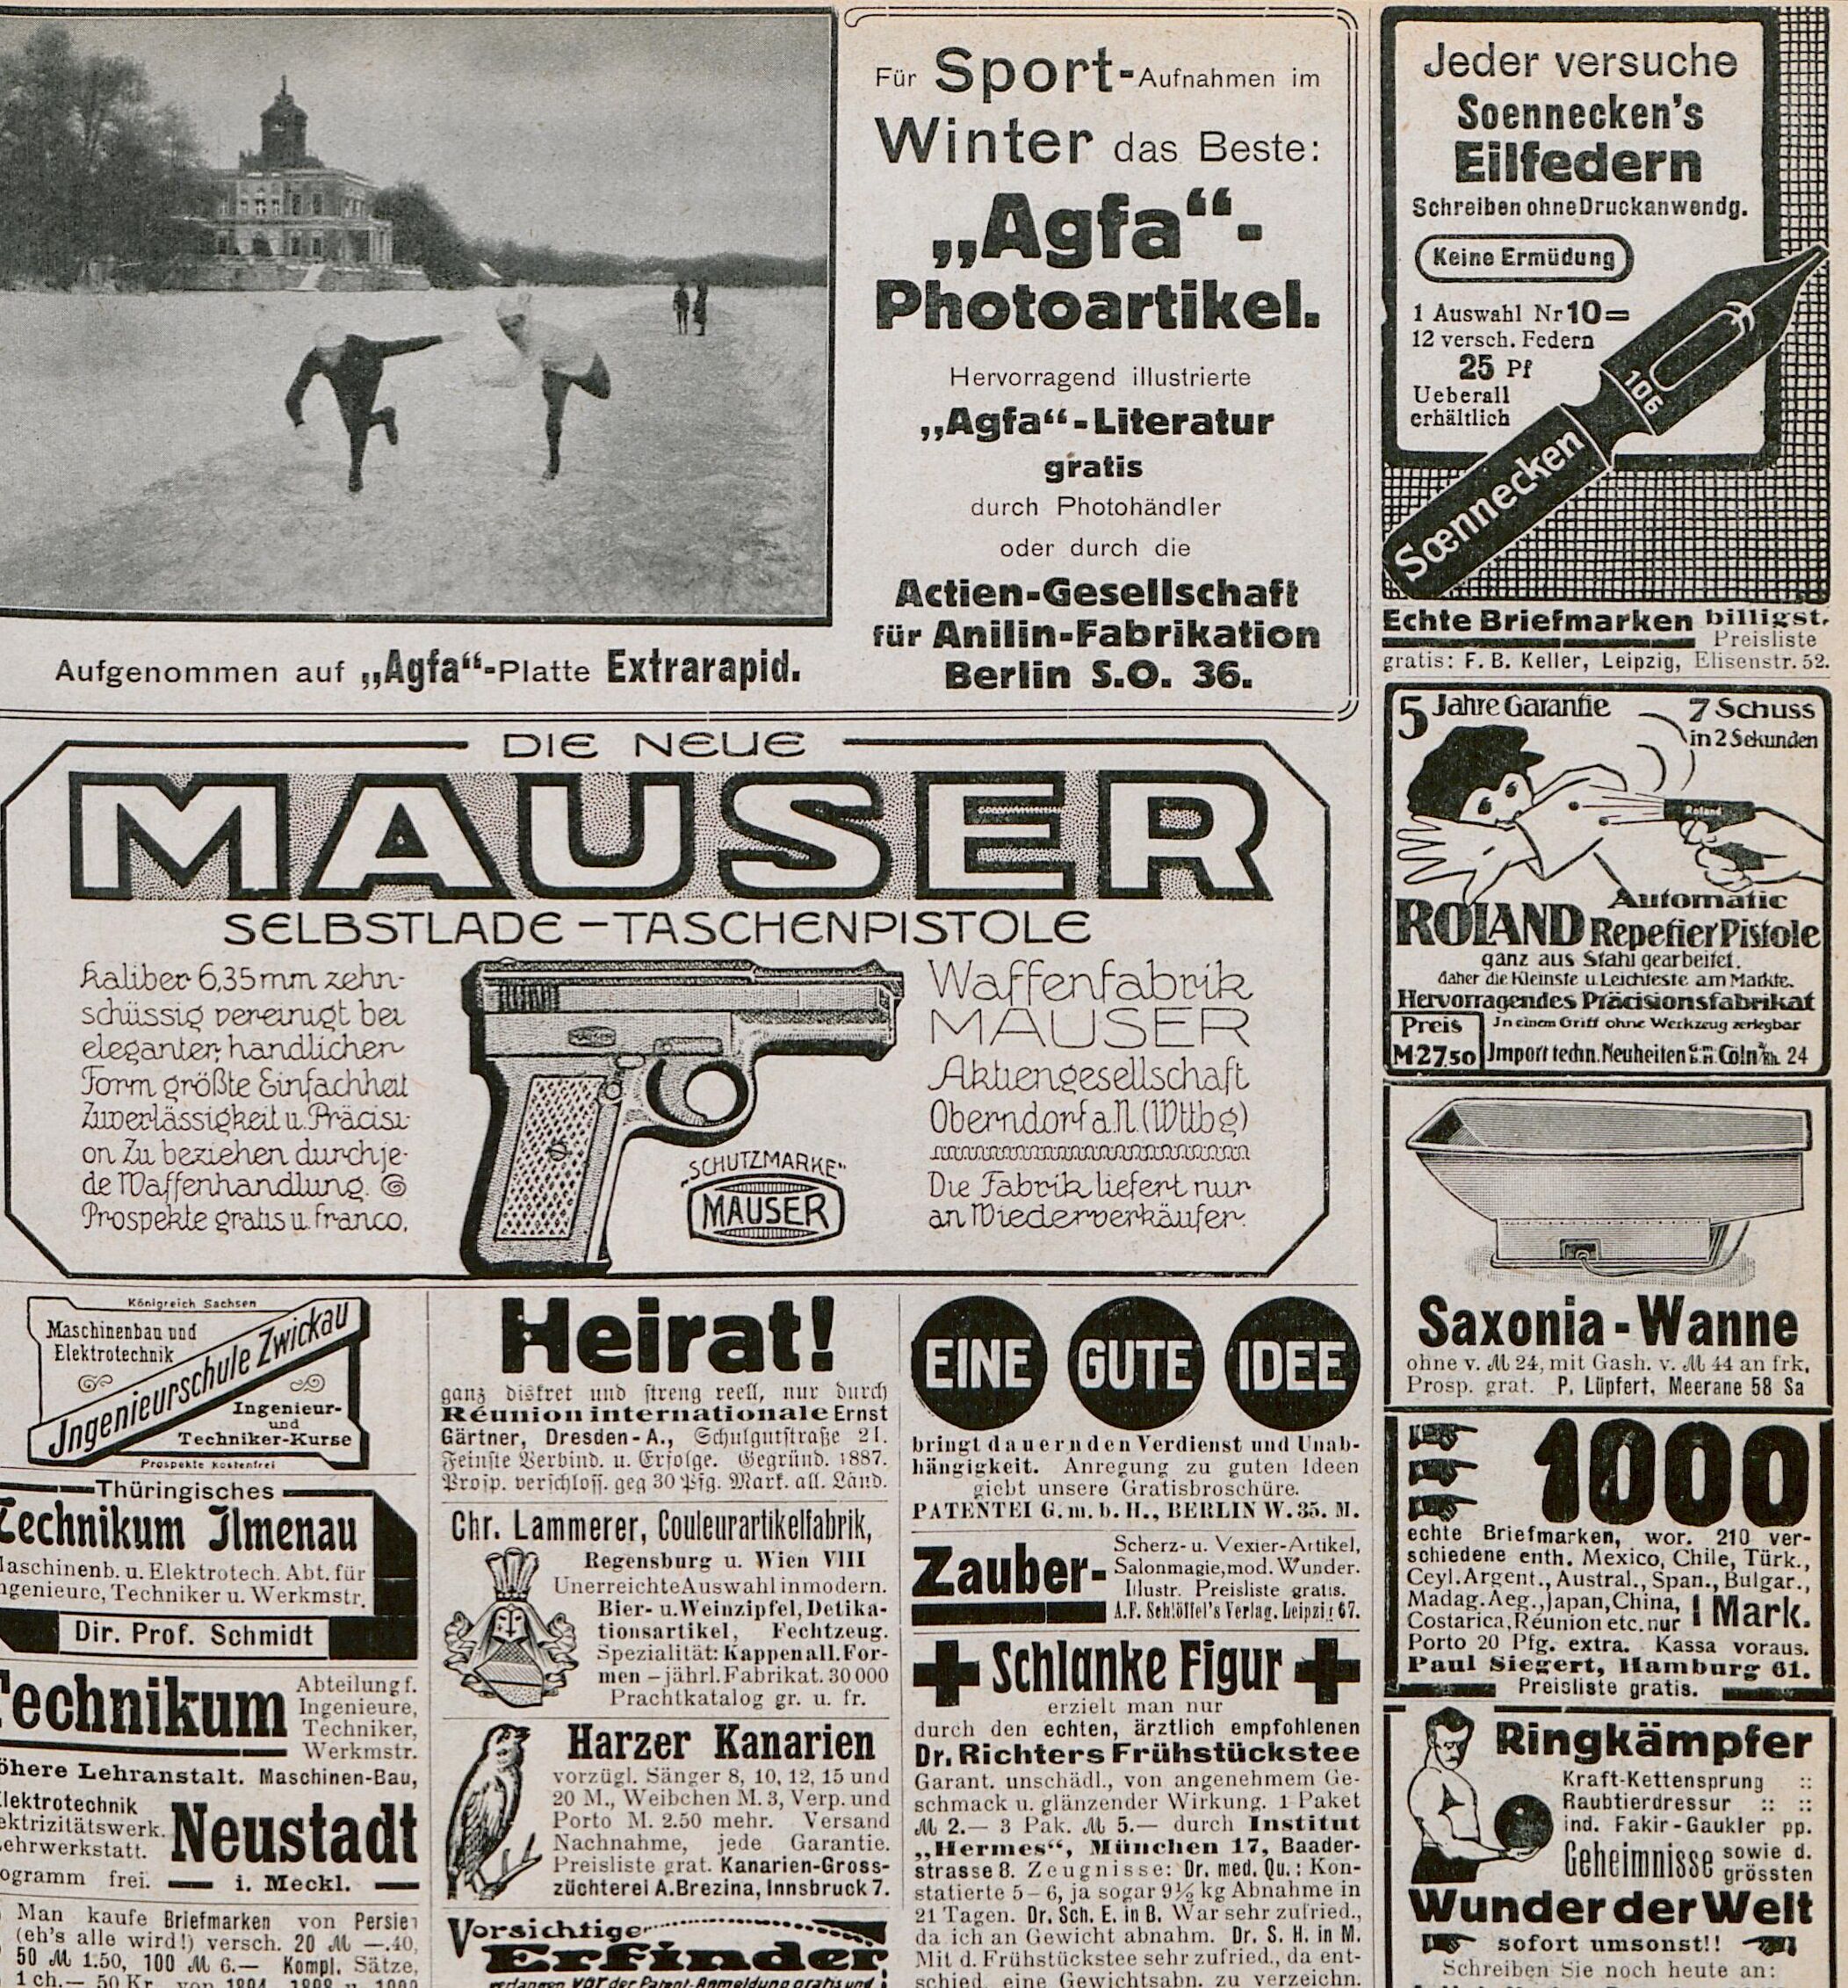 Für Sport-Aufnahmen im
Winter das Beste:
„Agfa“-
Photoartikel.
Hervorragend illustrierte
„Agfa“-Literatur
gratis
durch Photohändler
oder durch die
Actien-Gesellschaft
für Anilin-Fabrikation
Berlin S.O. 36.
Aufgenommen auf „Agfa“-Platte Extrarapid.
Jeder versuche
Soennecken's
Eilfedern
Schreiben ohne Druckanwendg.
Keine Ermüdung
1 Auswahl Nr 10=
12 versch. Federn
25 Pf
Ueberall
erhältlich
106
Sœnnecken
Echte Briefmarken billigst.
Preisliste
gratis: F. B. Keller, Leipzig, Elisenstr. 52.
5 Jahre Garantie
7 Schuss
in 2 Sekunden
Roland
Automatic
ROLAND Repetier Pistole
ganz aus Stahl gearbeitet.
daher die Kleinste u. Leichteste am Markte.
Hervorragendes Präcisionsfabrikat
Preis
M. 27.50
In einem Griff ohne Werkzeug zerlegbar
Import techn. Neuheiten G.m.b.H. Cöln a/Rh. 24
DIE NEUE
MAUSER
SELBSTLADE-TASCHENPISTOLE
Kaliber 6,35 mm zehn-
schüssig vereinigt bei
eleganter, handlicher
Form größte Einfachheit
Zuverlässigkeit u. Präcisi-
on Zu beziehen durch je-
de Waffenhandlung.
Prospekte gratis u. franco.
„SCHUTZMARKE“
MAUSER
Waffenfabrik
MAUSER
Aktiengesellschaft
Oberndorf a. N. (Wttbg)
Die Fabrik liefert nur
an Wiederverkäufer.
Saxonia-Wanne
ohne v. M 24, mit Gash. v. M 44 an frk.
Prosp. grat. P. Lüpfert, Meerane 58 Sa
Königreich Sachsen
Maschinenbau und
Elektrotechnik
Ingenieurschule Zwickau
Ingenieur-
und
Techniker-Kurse
Prospekte kostenfrei
Thüringisches
Technikum Ilmenau
Maschinenb. u. Elektrotech. Abt. für
Ingenieure, Techniker u. Werkmstr.
Dir. Prof. Schmidt
Technikum
Abteilung f.
Ingenieure,
Techniker,
Werkmstr.
öhere Lehranstalt. Maschinen-Bau,
Elektrotechnik
ektrizitätswerk.
Lehrwerkstatt.
ogramm frei.
Neustadt
i. Meckl.
Man kaufe Briefmarken von Persien
(eh's alle wird!) versch. 20 M —.40,
50 M 1.50, 100 M 6.— Kompl. Sätze,
Heirat!
ganz diskret und streng reell, nur durch
Réunion internationale Ernst
Gärtner, Dresden-A., Schulgutstraße 21.
Feinste Verbind. u. Erfolge. Gegründ. 1887.
Prosp. verschloss. geg 30 Pfg. Mark. all. Länd.
Chr. Lammerer, Couleurartikelfabrik,
Regensburg u. Wien VIII
Unerreichte Auswahl in modern.
Bier- u. Weinzipfel, Detika-
tionsartikel, Fechtzeug.
Spezialität: Kappen all. For-
men – jährl. Fabrikat. 30000
Prachtkatalog gr. u. fr.
Harzer Kanarien
vorzügl. Sänger 8, 10, 12, 15 und
20 M., Weibchen M. 3, Verp. und
Porto M. 2.50 mehr. Versand
Nachnahme, jede Garantie.
Preisliste grat. Kanarien-Gross-
züchterei A. Brezina, Innsbruck 7.
Vorsichtige
Erfinder
verlangen vor der Patent-Anmeldung gratis und
EINE GUTE IDEE
bringt dauernden Verdienst und Unab-
hängigkeit. Anregung zu guten Ideen
giebt unsere Gratisbroschüre.
PATENTEI G. m. b. H., BERLIN W. 35. M.
Zauber-
Scherz- u. Vexier-Artikel,
Salonmagie, mod. Wunder.
Illustr. Preisliste gratis.
A. F. Schlöffel's Verlag. Leipzig 67.
Schlanke Figur
erzielt man nur
durch den echten, ärztlich empfohlenen
Dr. Richters Frühstückstee
Garant. unschädl., von angenehmem Ge-
schmack u. glänzender Wirkung. 1 Paket
M 2.— 3 Pak. M 5.— durch Institut
„Hermes“, München 17, Baader-
strasse 8. Zeugnisse: Dr. med. Qu.: Kon-
statierte 5–6, ja sogar 9½ kg Abnahme in
21 Tagen. Dr. Sch. E. in B. War sehr zufried.,
da ich an Gewicht abnahm. Dr. S. H. in M.
Mit d. Frühstückstee sehr zufried., da ent-
schied. eine Gewichtsabn. zu verzeichn.
1000
echte Briefmarken, wor. 210 ver-
schiedene enth. Mexico, Chile, Türk.,
Ceyl. Argent., Austral., Span., Bulgar.,
Madag. Aeg., Japan, China,
Costarica, Réunion etc. nur 1 Mark.
Porto 20 Pfg. extra. Kassa voraus.
Paul Siegert, Hamburg 61.
Preisliste gratis.
Ringkämpfer
Kraft-Kettensprung ::
Raubtierdressur :: ::
ind. Fakir-Gaukler pp.
Geheimnisse sowie d.
grössten
Wunder der Welt
sofort umsonst!!
Schreiben Sie noch heute an: